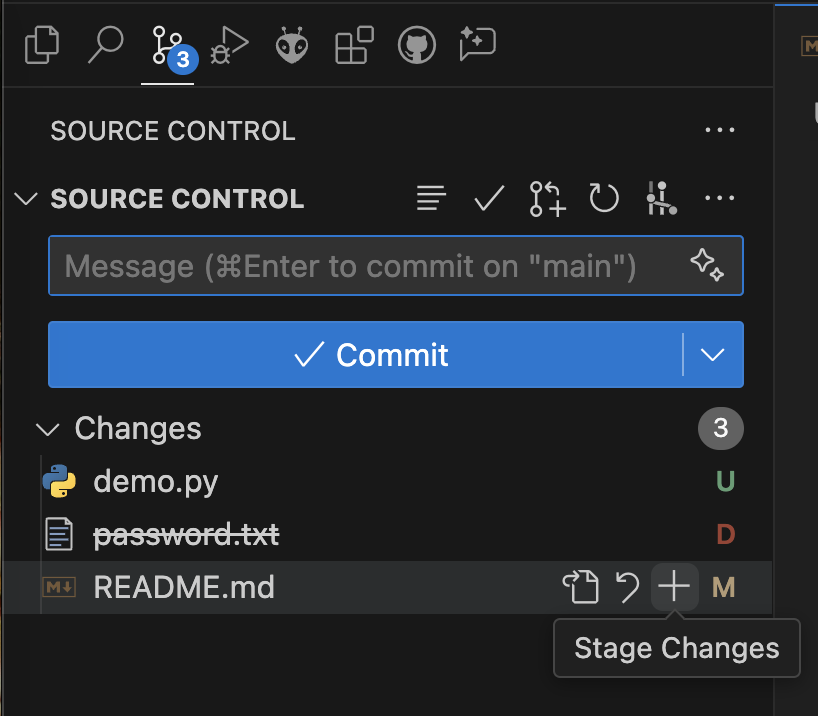 3
SOURCE CONTROL
SOURCE CONTROL
Message (⌘Enter to commit on "main")
Commit
Changes 3
demo.py U
password.txt D
M↓ README.md M
Stage Changes